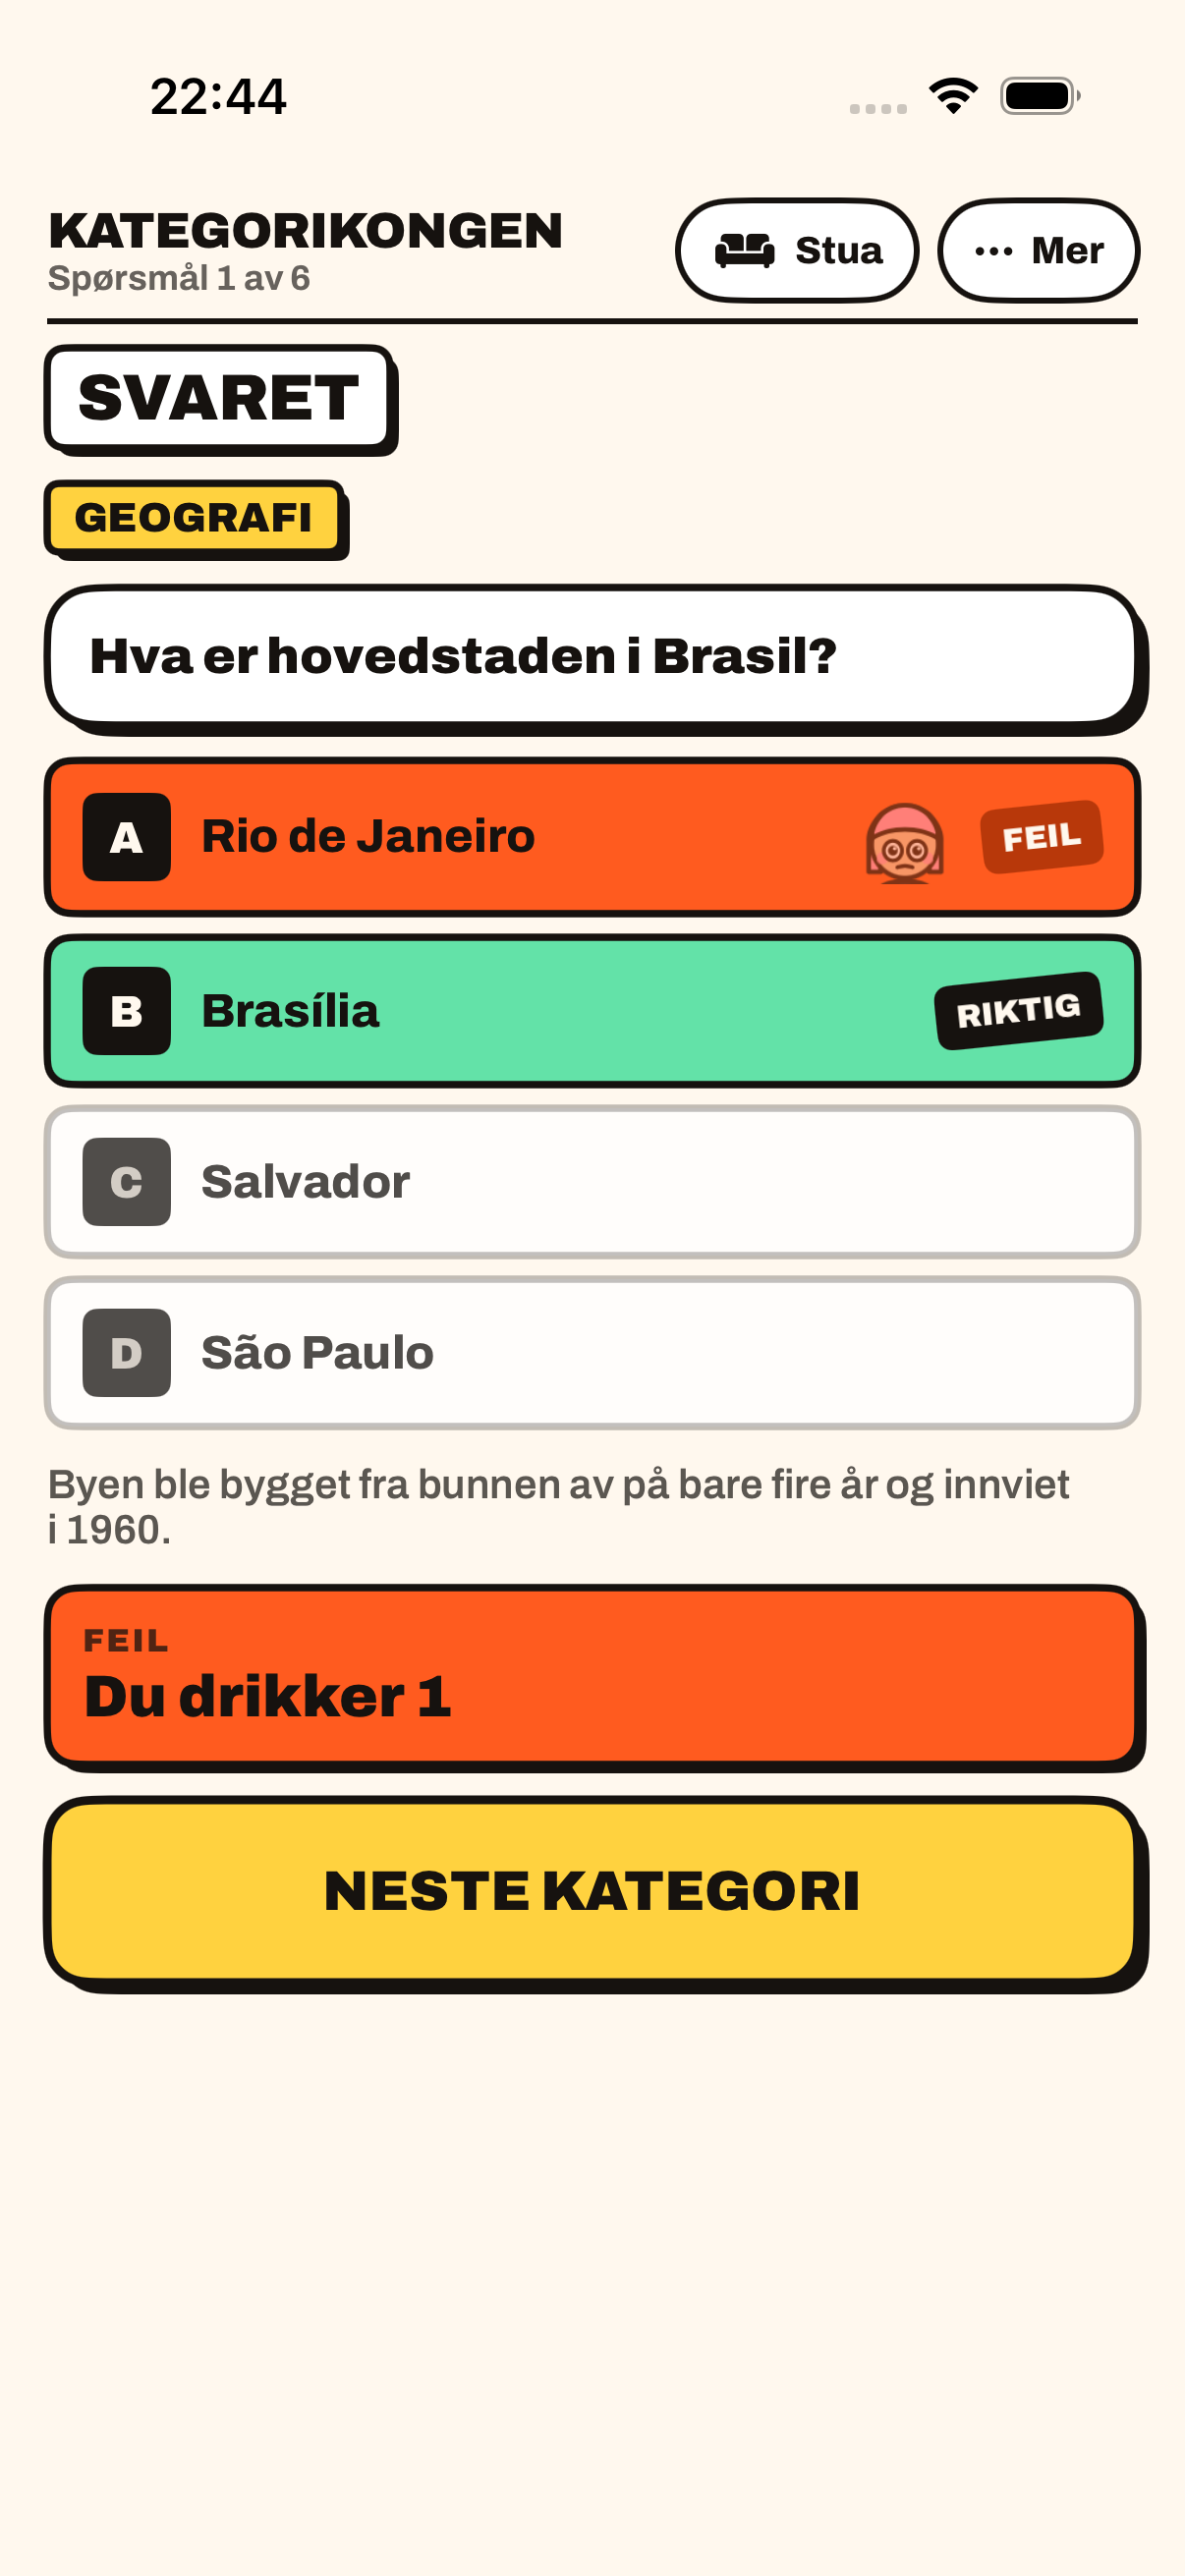 22:44
KATEGORIKONGEN
Spørsmål 1 av 6
Stua
Mer
SVARET
GEOGRAFI
Hva er hovedstaden i Brasil?
A Rio de Janeiro FEIL
B Brasília RIKTIG
C Salvador
D São Paulo
Byen ble bygget fra bunnen av på bare fire år og innviet
i 1960.
FEIL
Du drikker 1
NESTE KATEGORI